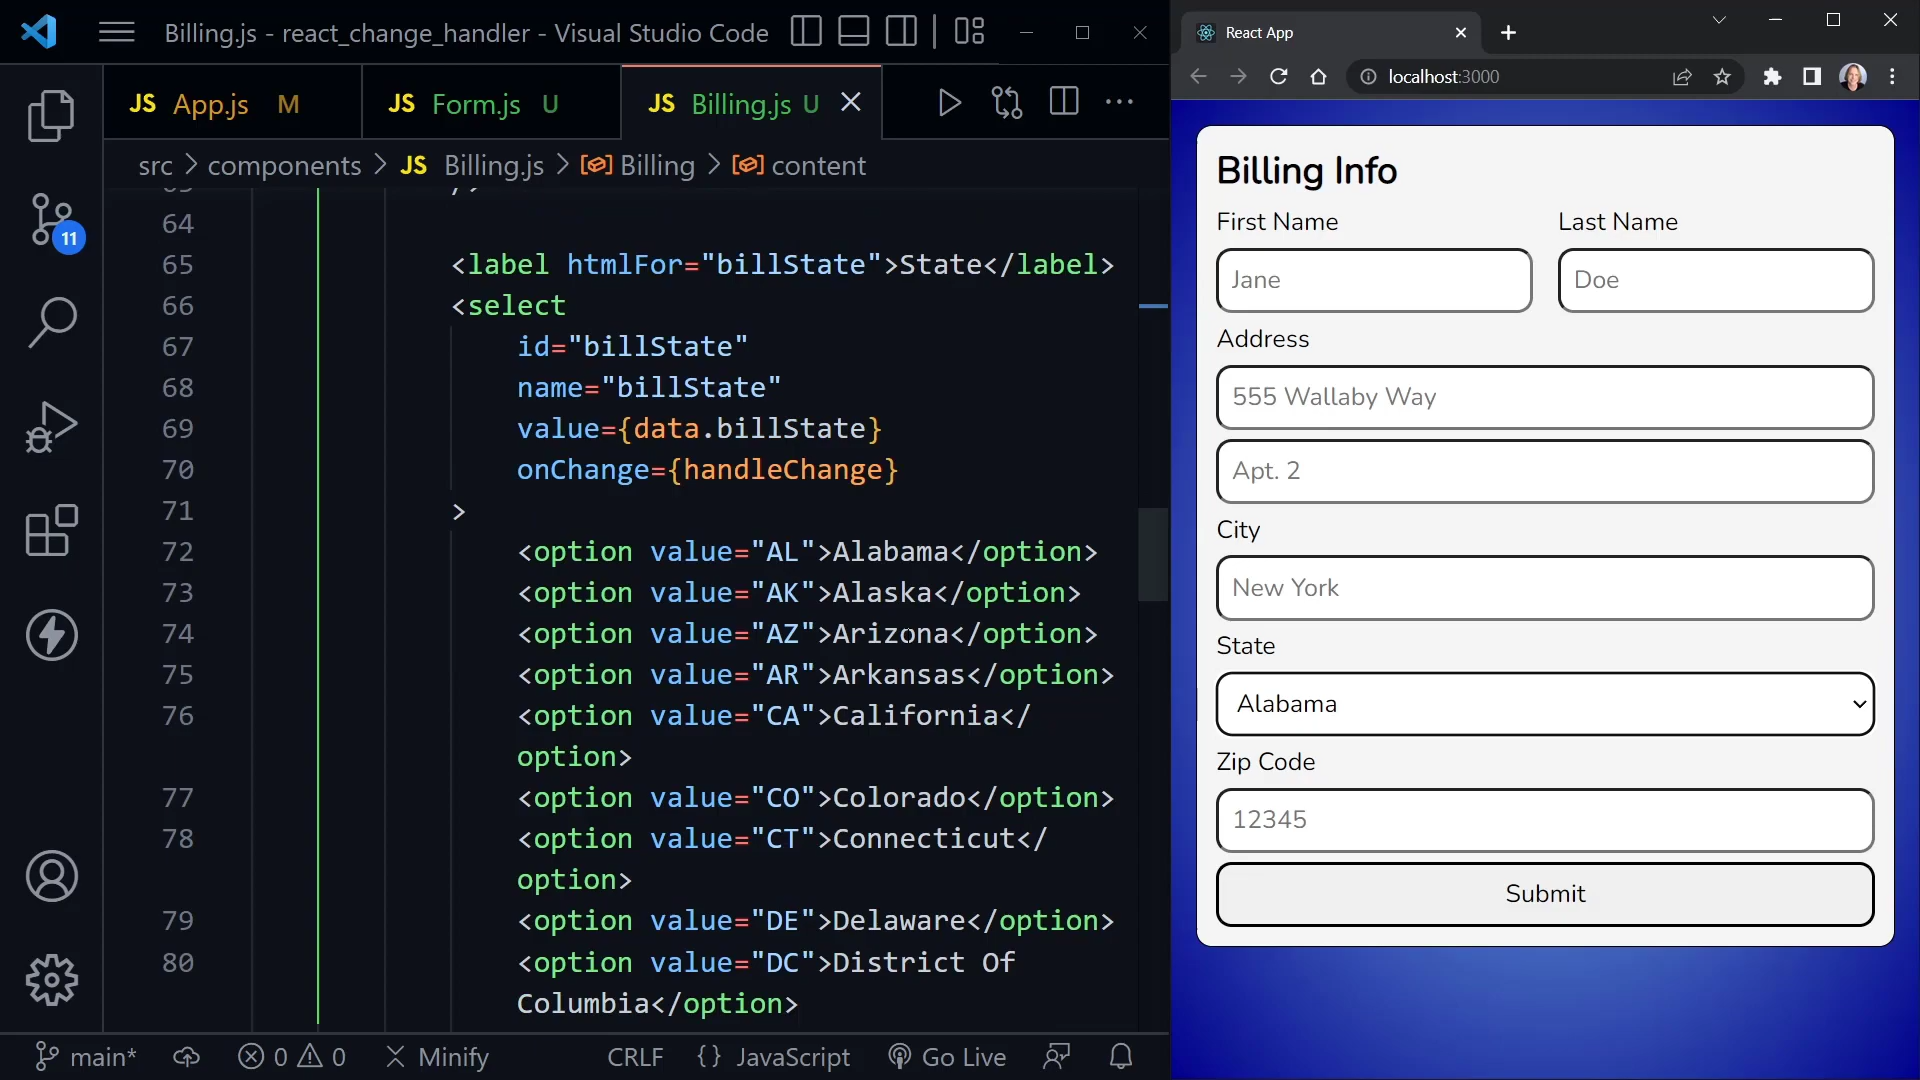 Billing.js - react_change_handler - Visual Studio Code
JS App.js M
JS Form.js U
JS Billing.js U
src > components > JS Billing.js > Billing > content
11
64
65 <label htmlFor="billState">State</label>
66 <select
67 id="billState"
68 name="billState"
69 value={data.billState}
70 onChange={handleChange}
71 >
72 <option value="AL">Alabama</option>
73 <option value="AK">Alaska</option>
74 <option value="AZ">Arizona</option>
75 <option value="AR">Arkansas</option>
76 <option value="CA">California</
option>
77 <option value="CO">Colorado</option>
78 <option value="CT">Connecticut</
option>
79 <option value="DE">Delaware</option>
80 <option value="DC">District Of
Columbia</option>
main* 0 0 Minify CRLF {} JavaScript Go Live
React App
localhost:3000
Billing Info
First Name Last Name
Jane Doe
Address
555 Wallaby Way
Apt. 2
City
New York
State
Alabama
Zip Code
12345
Submit